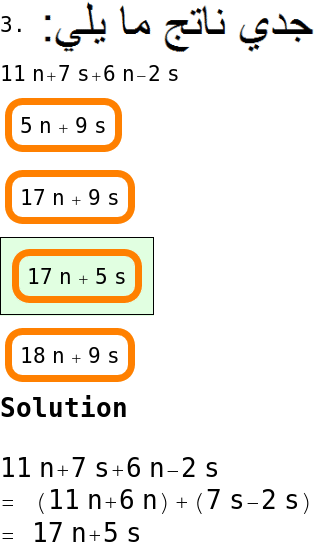 3. جدي ناتج ما يلي:
11 n+7 s+6 n−2 s
5 n + 9 s
17 n + 9 s
17 n + 5 s
18 n + 9 s
Solution
11 n+7 s+6 n−2 s
= (11 n+6 n) + (7 s−2 s)
= 17 n+5 s